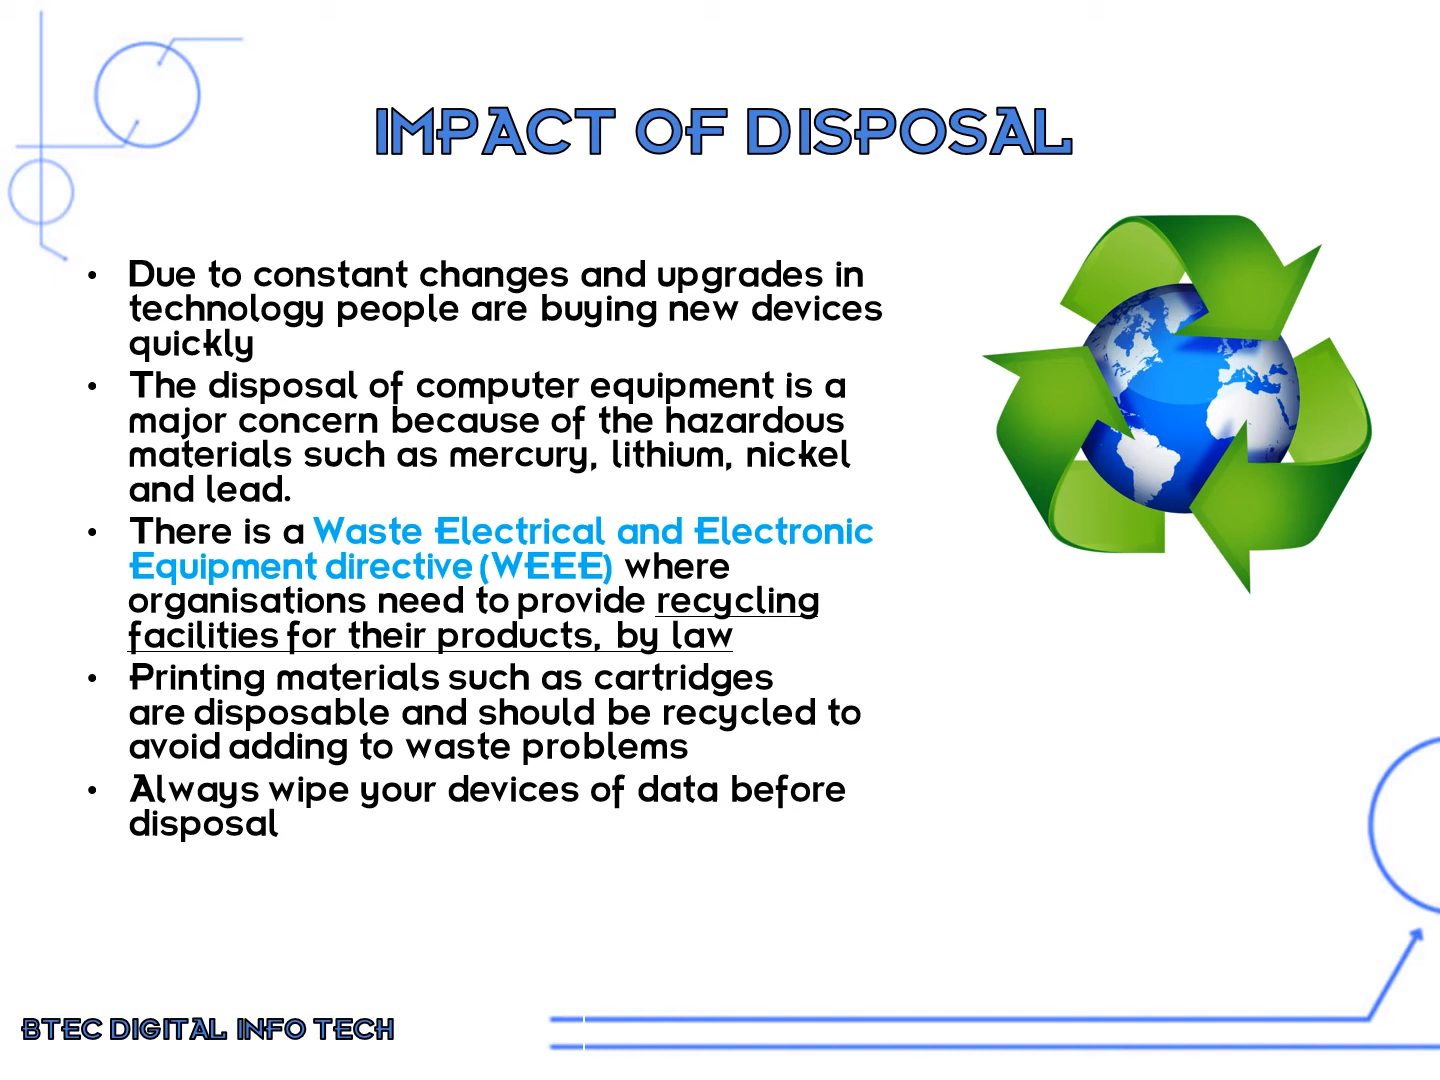 IMPACT OF DISPOSAL
• Due to constant changes and upgrades in
technology people are buying new devices
quickly
• The disposal of computer equipment is a
major concern because of the hazardous
materials such as mercury, lithium, nickel
and lead.
• There is a Waste Electrical and Electronic
Equipment directive (WEEE) where
organisations need to provide recycling
facilities for their products, by law
• Printing materials such as cartridges
are disposable and should be recycled to
avoid adding to waste problems
• Always wipe your devices of data before
disposal
BTEC DIGITAL INFO TECH